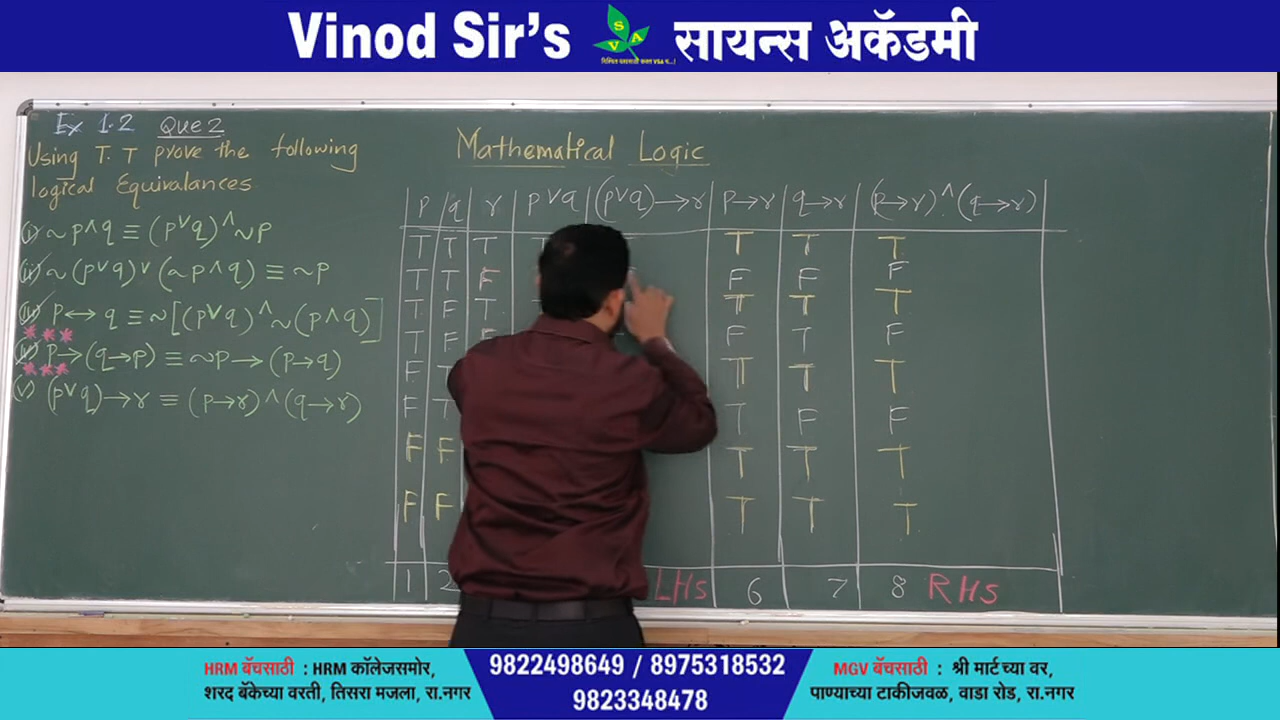 Vinod Sir's SVA सायन्स अकॅडमी
Ex 1.2 Que 2
Using T.T prove the following
logical Equivalances.
(i) ~p∧q ≡ (p∨q)∧~p
(ii) ~(p∨q)∨(~p∧q) ≡ ~p
(iii) p↔q ≡ ~[(p∨q)∧~(p∧q)]
(iv) p→(q→p) ≡ ~p→(p→q)
(v) (p∨q)→r ≡ (p→r)∧(q→r)
Mathematical Logic
p q r p∨q (p∨q)→r p→r q→r (p→r)∧(q→r)
T T T T T T
T T F F F F
T F T T T T
T F F F T F
F T T T T
F T T F F
F F T T T
F F T T T
1 2 LHS 6 7 8 RHS
HRM बॅचसाठी : HRM कॉलेजसमोर,
शरद बँकेच्या वरती, तिसरा मजला, रा.नगर
9822498649 / 8975318532
9823348478
MGV बॅचसाठी : श्री मार्टच्या वर,
पाण्याच्या टाकीजवळ, वाडा रोड, रा.नगर